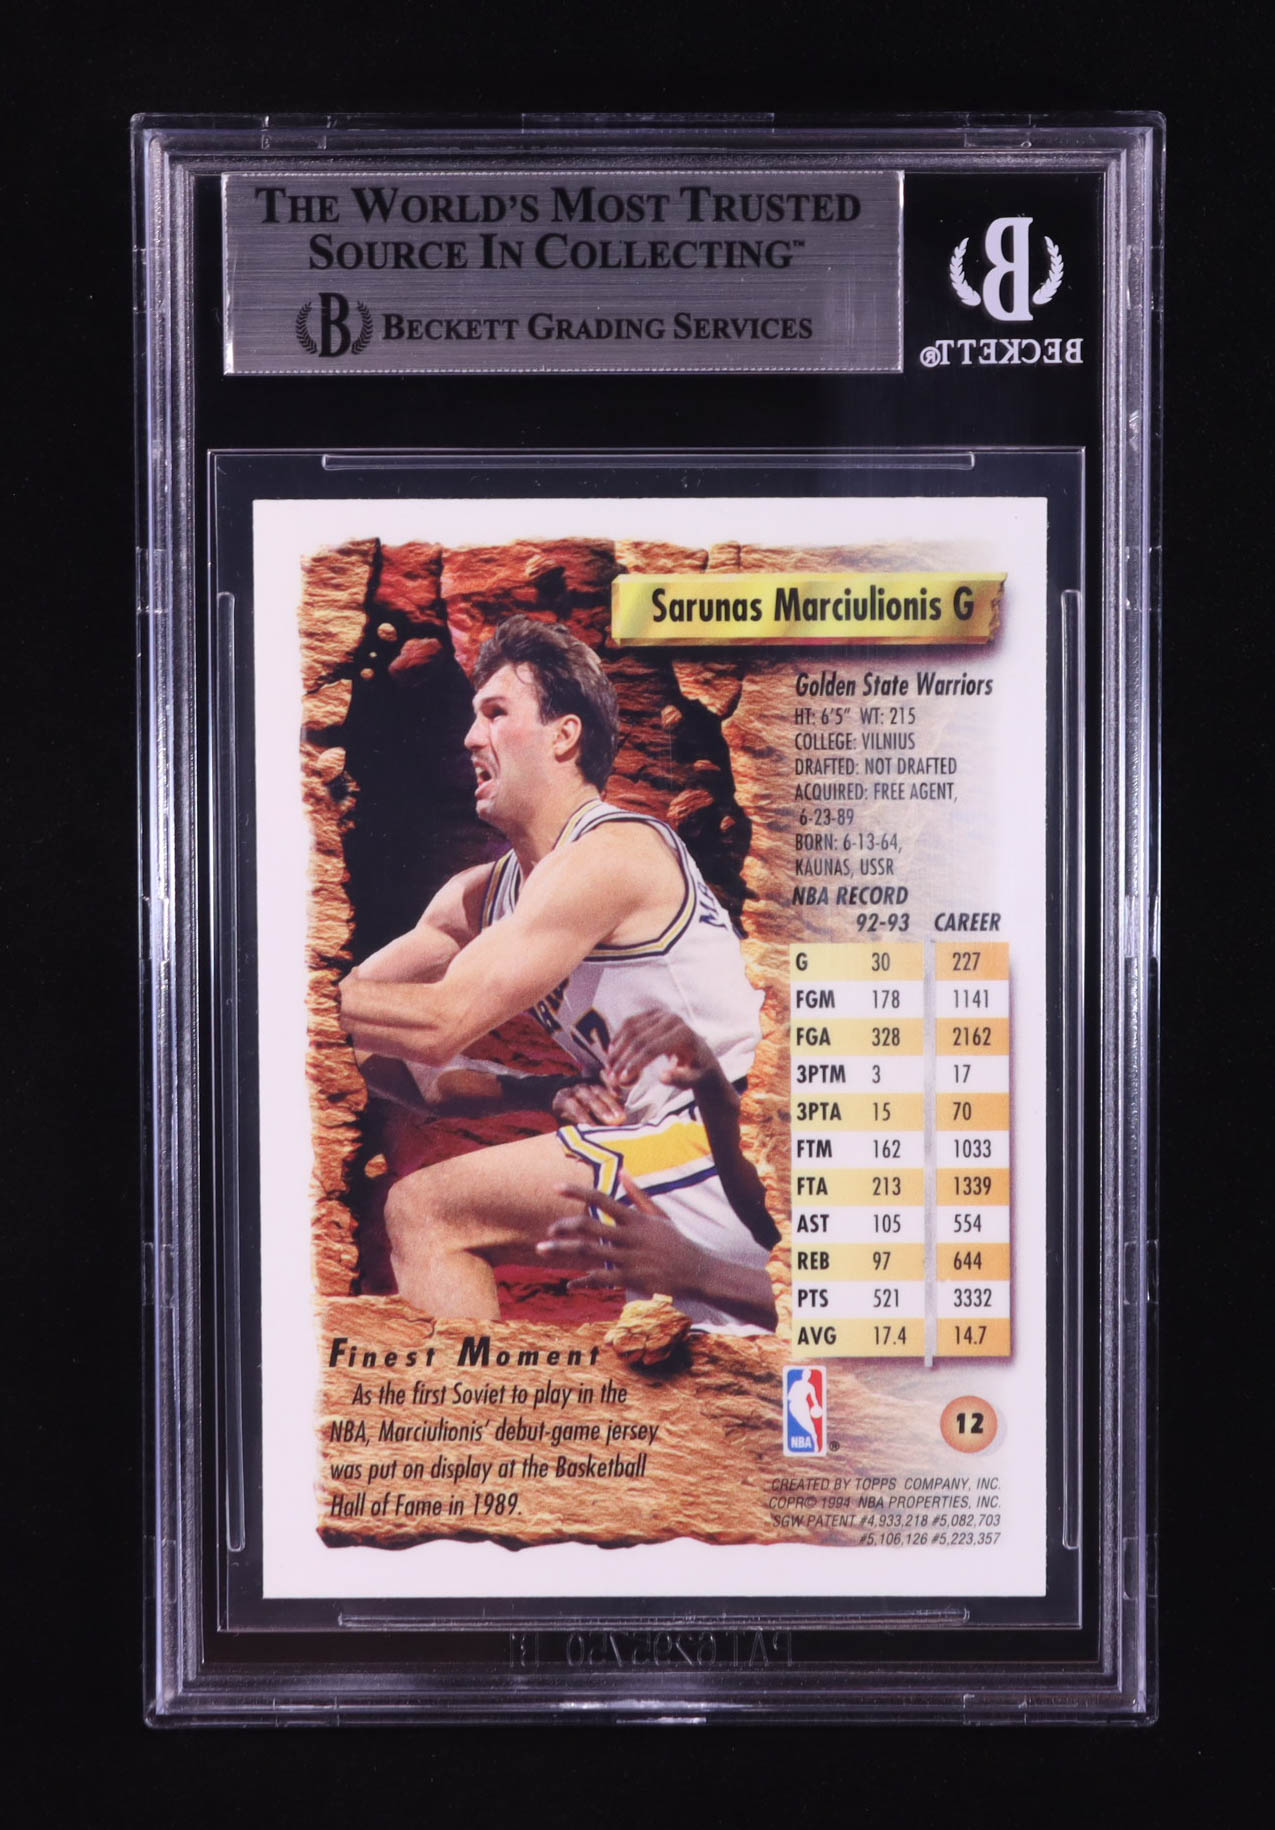 THE WORLD'S MOST TRUSTED
SOURCE IN COLLECTING™
B BECKETT GRADING SERVICES
B
BECKETT®
Sarunas Marciulionis G
Golden State Warriors
HT: 6'5" WT: 215
COLLEGE: VILNIUS
DRAFTED: NOT DRAFTED
ACQUIRED: FREE AGENT,
6-23-89
BORN: 6-13-64,
KAUNAS, USSR
NBA RECORD
92-93 CAREER
G 30 227
FGM 178 1141
FGA 328 2162
3PTM 3 17
3PTA 15 70
FTM 162 1033
FTA 213 1339
AST 105 554
REB 97 644
PTS 521 3332
AVG 17.4 14.7
Finest Moment
As the first Soviet to play in the
NBA, Marciulionis' debut-game jersey
was put on display at the Basketball
Hall of Fame in 1989.
NBA ®
12
CREATED BY TOPPS COMPANY, INC.
COPR© 1994 NBA PROPERTIES, INC.
SGW PATENT #4,933,218 #5,082,703
#5,106,126 #5,223,357